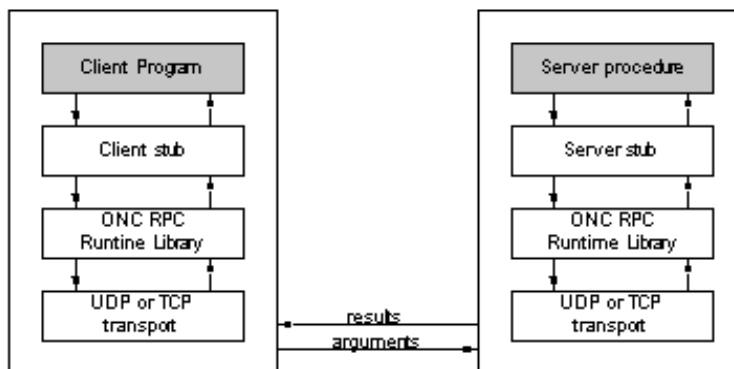 Client Program
Client stub
ONC RPC
Runtine Library
UDP or TCP
transport
results
arguments
Server procedure
Server stub
ONC RPC
Runtime Library
UDP or TCP
transport